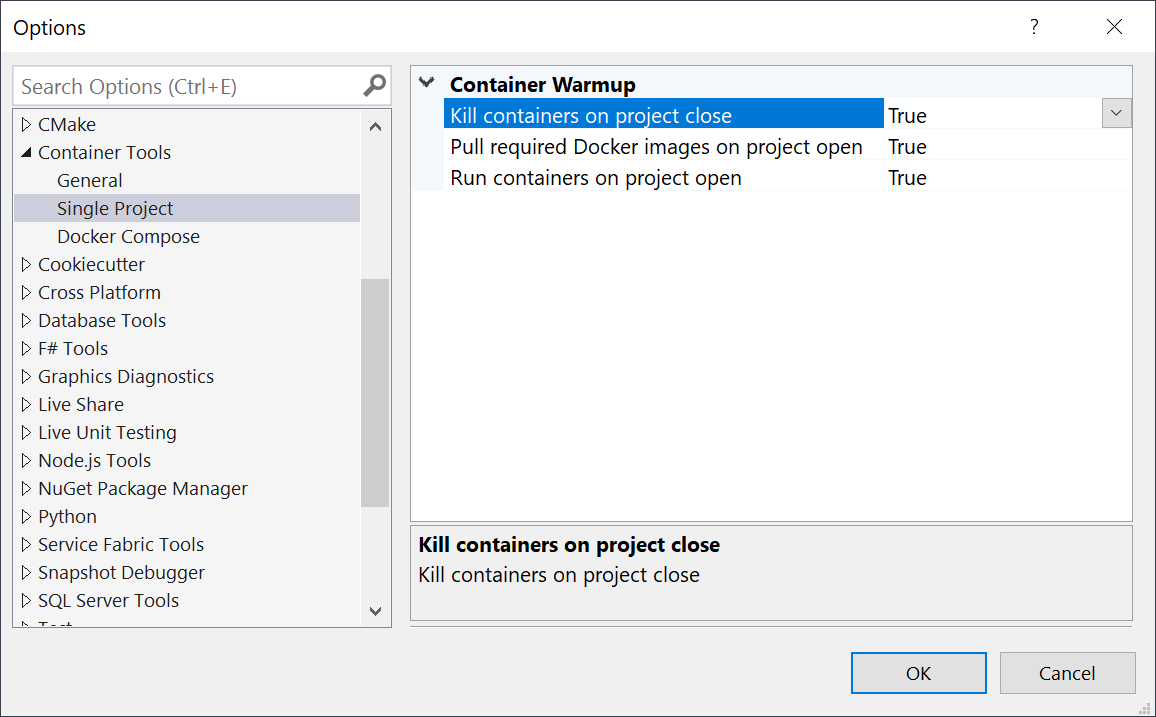 Options
?
Search Options (Ctrl+E)
CMake
Container Tools
General
Single Project
Docker Compose
Cookiecutter
Cross Platform
Database Tools
F# Tools
Graphics Diagnostics
Live Share
Live Unit Testing
Node.js Tools
NuGet Package Manager
Python
Service Fabric Tools
Snapshot Debugger
SQL Server Tools
Test
Container Warmup
Kill containers on project close True
Pull required Docker images on project open True
Run containers on project open True
Kill containers on project close
Kill containers on project close
OK Cancel